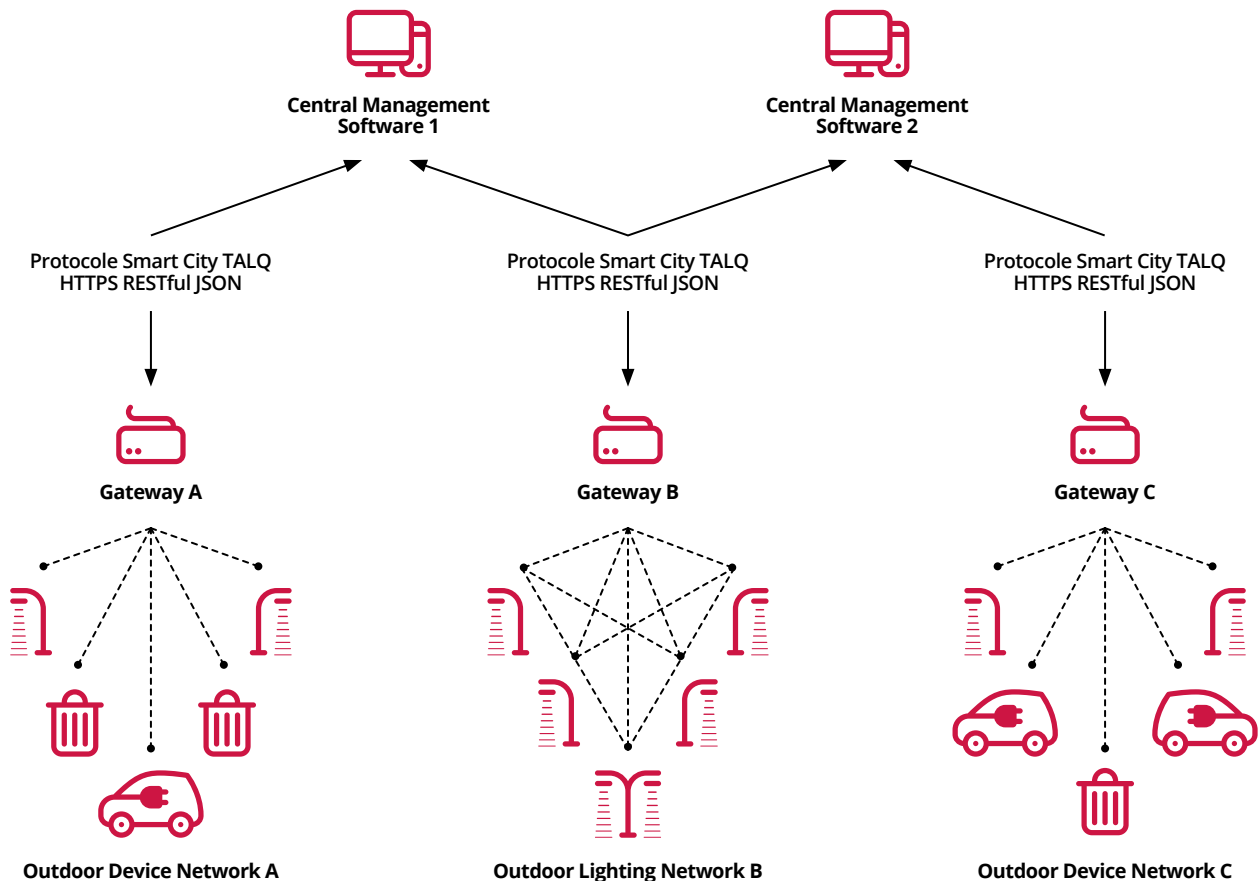 Central Management
Software 1
Central Management
Software 2
Protocole Smart City TALQ
HTTPS RESTful JSON
Protocole Smart City TALQ
HTTPS RESTful JSON
Protocole Smart City TALQ
HTTPS RESTful JSON
Gateway A
Gateway B
Gateway C
Outdoor Device Network A
Outdoor Lighting Network B
Outdoor Device Network C